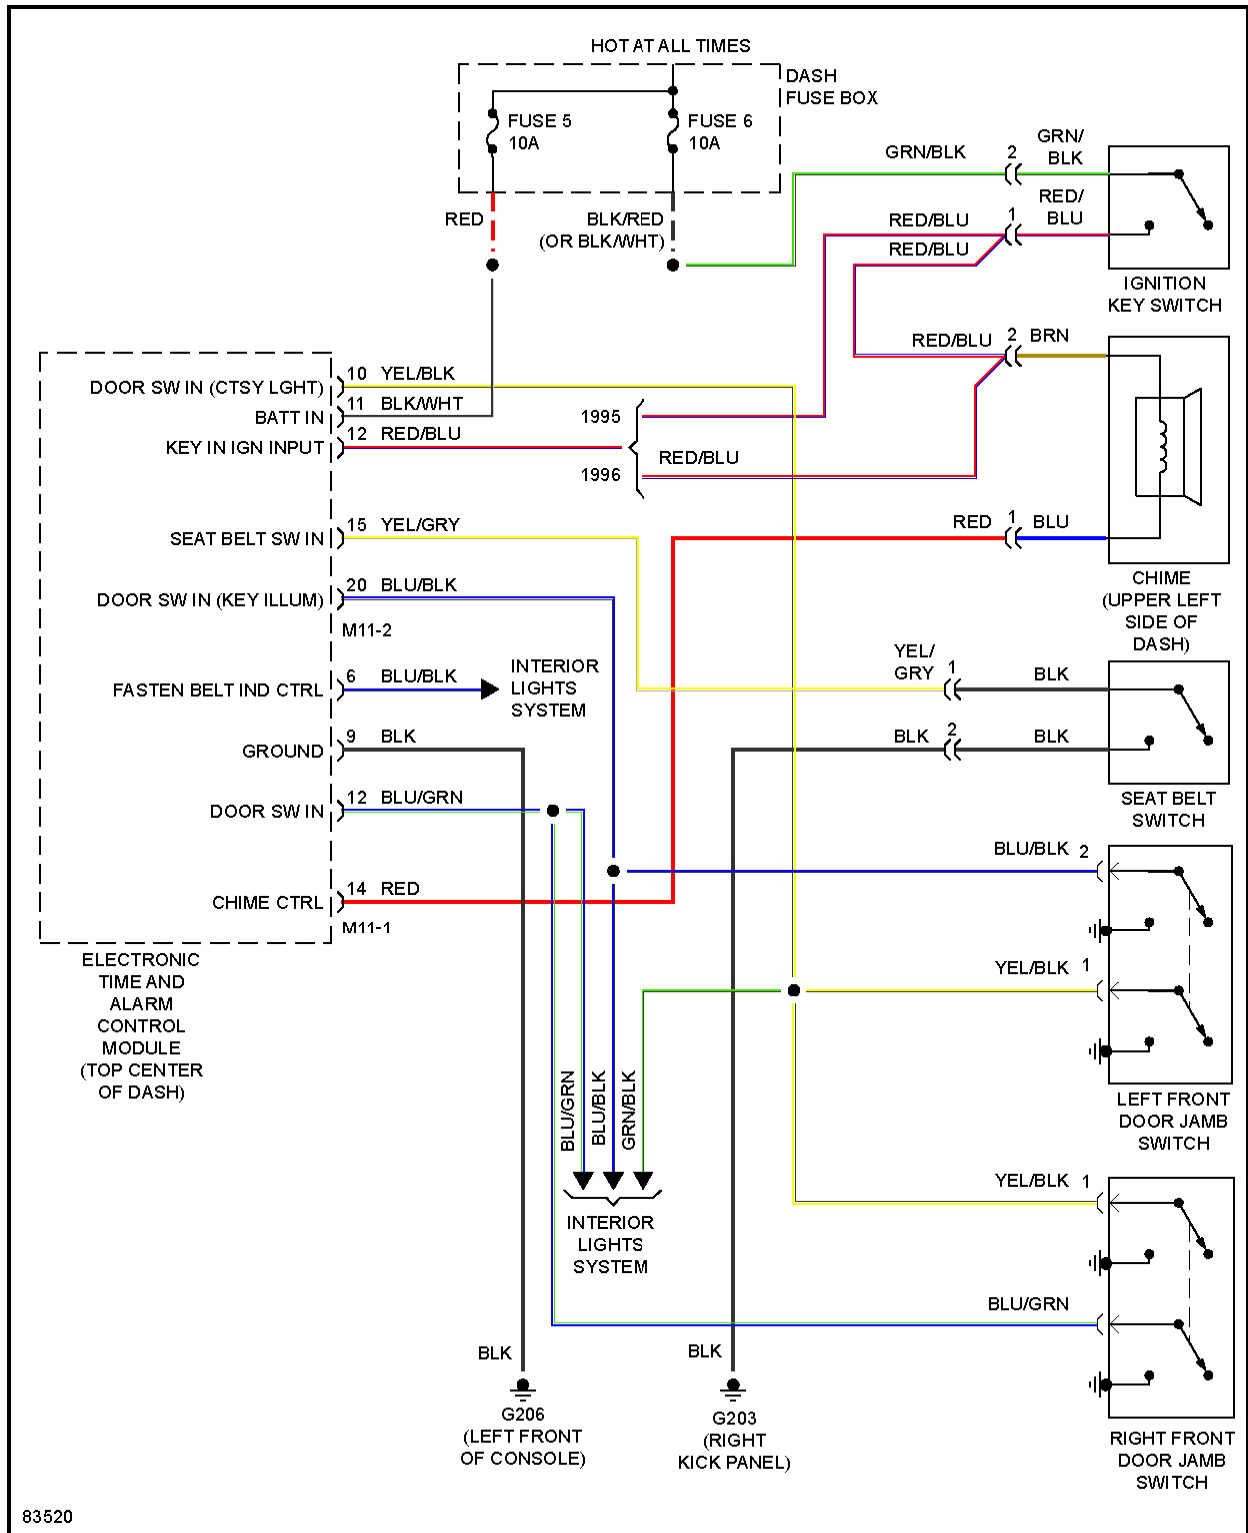 HOT AT ALL TIMES
DASH
FUSE BOX
FUSE 5
10A
FUSE 6
10A
RED
BLK/RED
(OR BLK/WHT)
GRN/BLK
2
GRN/
BLK
RED/BLU
1
RED/
BLU
RED/BLU
IGNITION
KEY SWITCH
RED/BLU
2
BRN
DOOR SW IN (CTSY LGHT)
10
YEL/BLK
BATT IN
11
BLK/WHT
KEY IN IGN INPUT
12
RED/BLU
1995
1996
RED/BLU
SEAT BELT SW IN
15
YEL/GRY
RED
1
BLU
DOOR SW IN (KEY ILLUM)
20
BLU/BLK
M11-2
CHIME
(UPPER LEFT
SIDE OF
DASH)
FASTEN BELT IND CTRL
6
BLU/BLK
INTERIOR
LIGHTS
SYSTEM
YEL/
GRY
1
BLK
GROUND
9
BLK
BLK
2
BLK
SEAT BELT
SWITCH
DOOR SW IN
12
BLU/GRN
BLU/BLK
2
CHIME CTRL
14
RED
M11-1
ELECTRONIC
TIME AND
ALARM
CONTROL
MODULE
(TOP CENTER
OF DASH)
YEL/BLK
1
LEFT FRONT
DOOR JAMB
SWITCH
BLU/GRN
BLU/BLK
GRN/BLK
INTERIOR
LIGHTS
SYSTEM
YEL/BLK
1
BLU/GRN
BLK
G206
(LEFT FRONT
OF CONSOLE)
BLK
G203
(RIGHT
KICK PANEL)
RIGHT FRONT
DOOR JAMB
SWITCH
83520